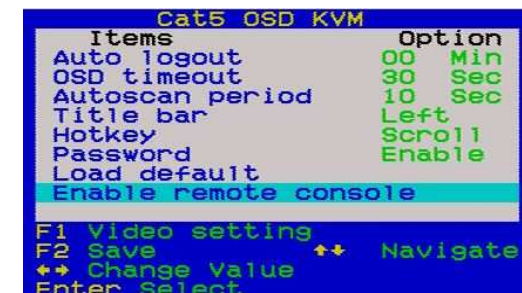 Cat5 OSD KVM
Items Option
Auto logout 00 Min
OSD timeout 30 Sec
Autoscan period 10 Sec
Title bar Left
Hotkey Scroll
Password Enable
Load default
Enable remote console
F1 Video setting
F2 Save ↑↓ Navigate
←→ Change Value
Enter Select